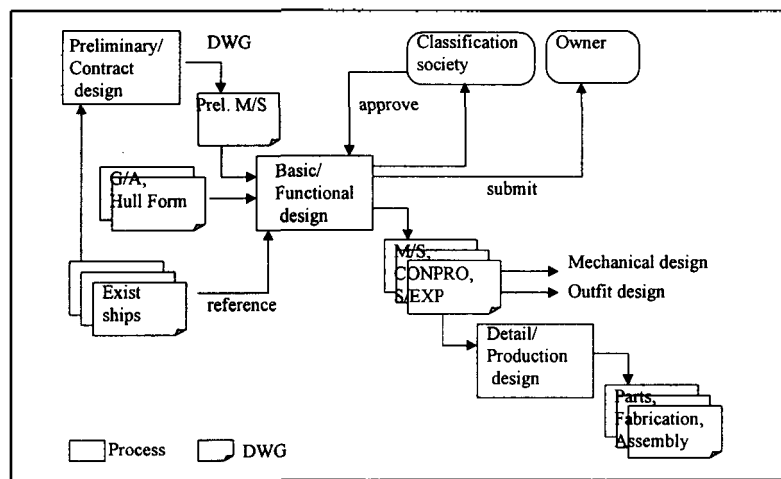 Preliminary/
Contract
design
DWG
Classification
society
Owner
Prel. M/S
approve
G/A,
Hull Form
Basic/
Functional
design
submit
M/S,
CONPRO,
S/EXP
Mechanical design
Outfit design
Exist
ships
reference
Detail/
Production
design
Parts,
Fabrication,
Assembly
Process
DWG